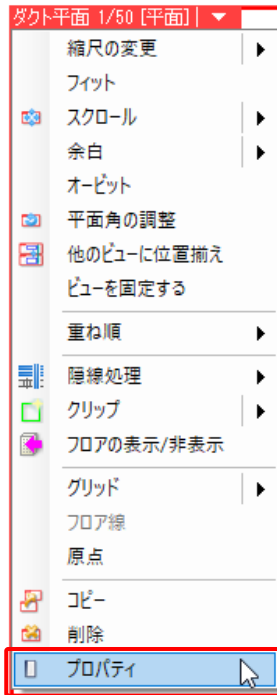 ダクト平面 1/50 [平面]
縮尺の変更
フィット
スクロール
余白
オービット
平面角の調整
他のビューに位置揃え
ビューを固定する
重ね順
隠線処理
クリップ
フロアの表示/非表示
グリッド
フロア線
原点
コピー
削除
プロパティ